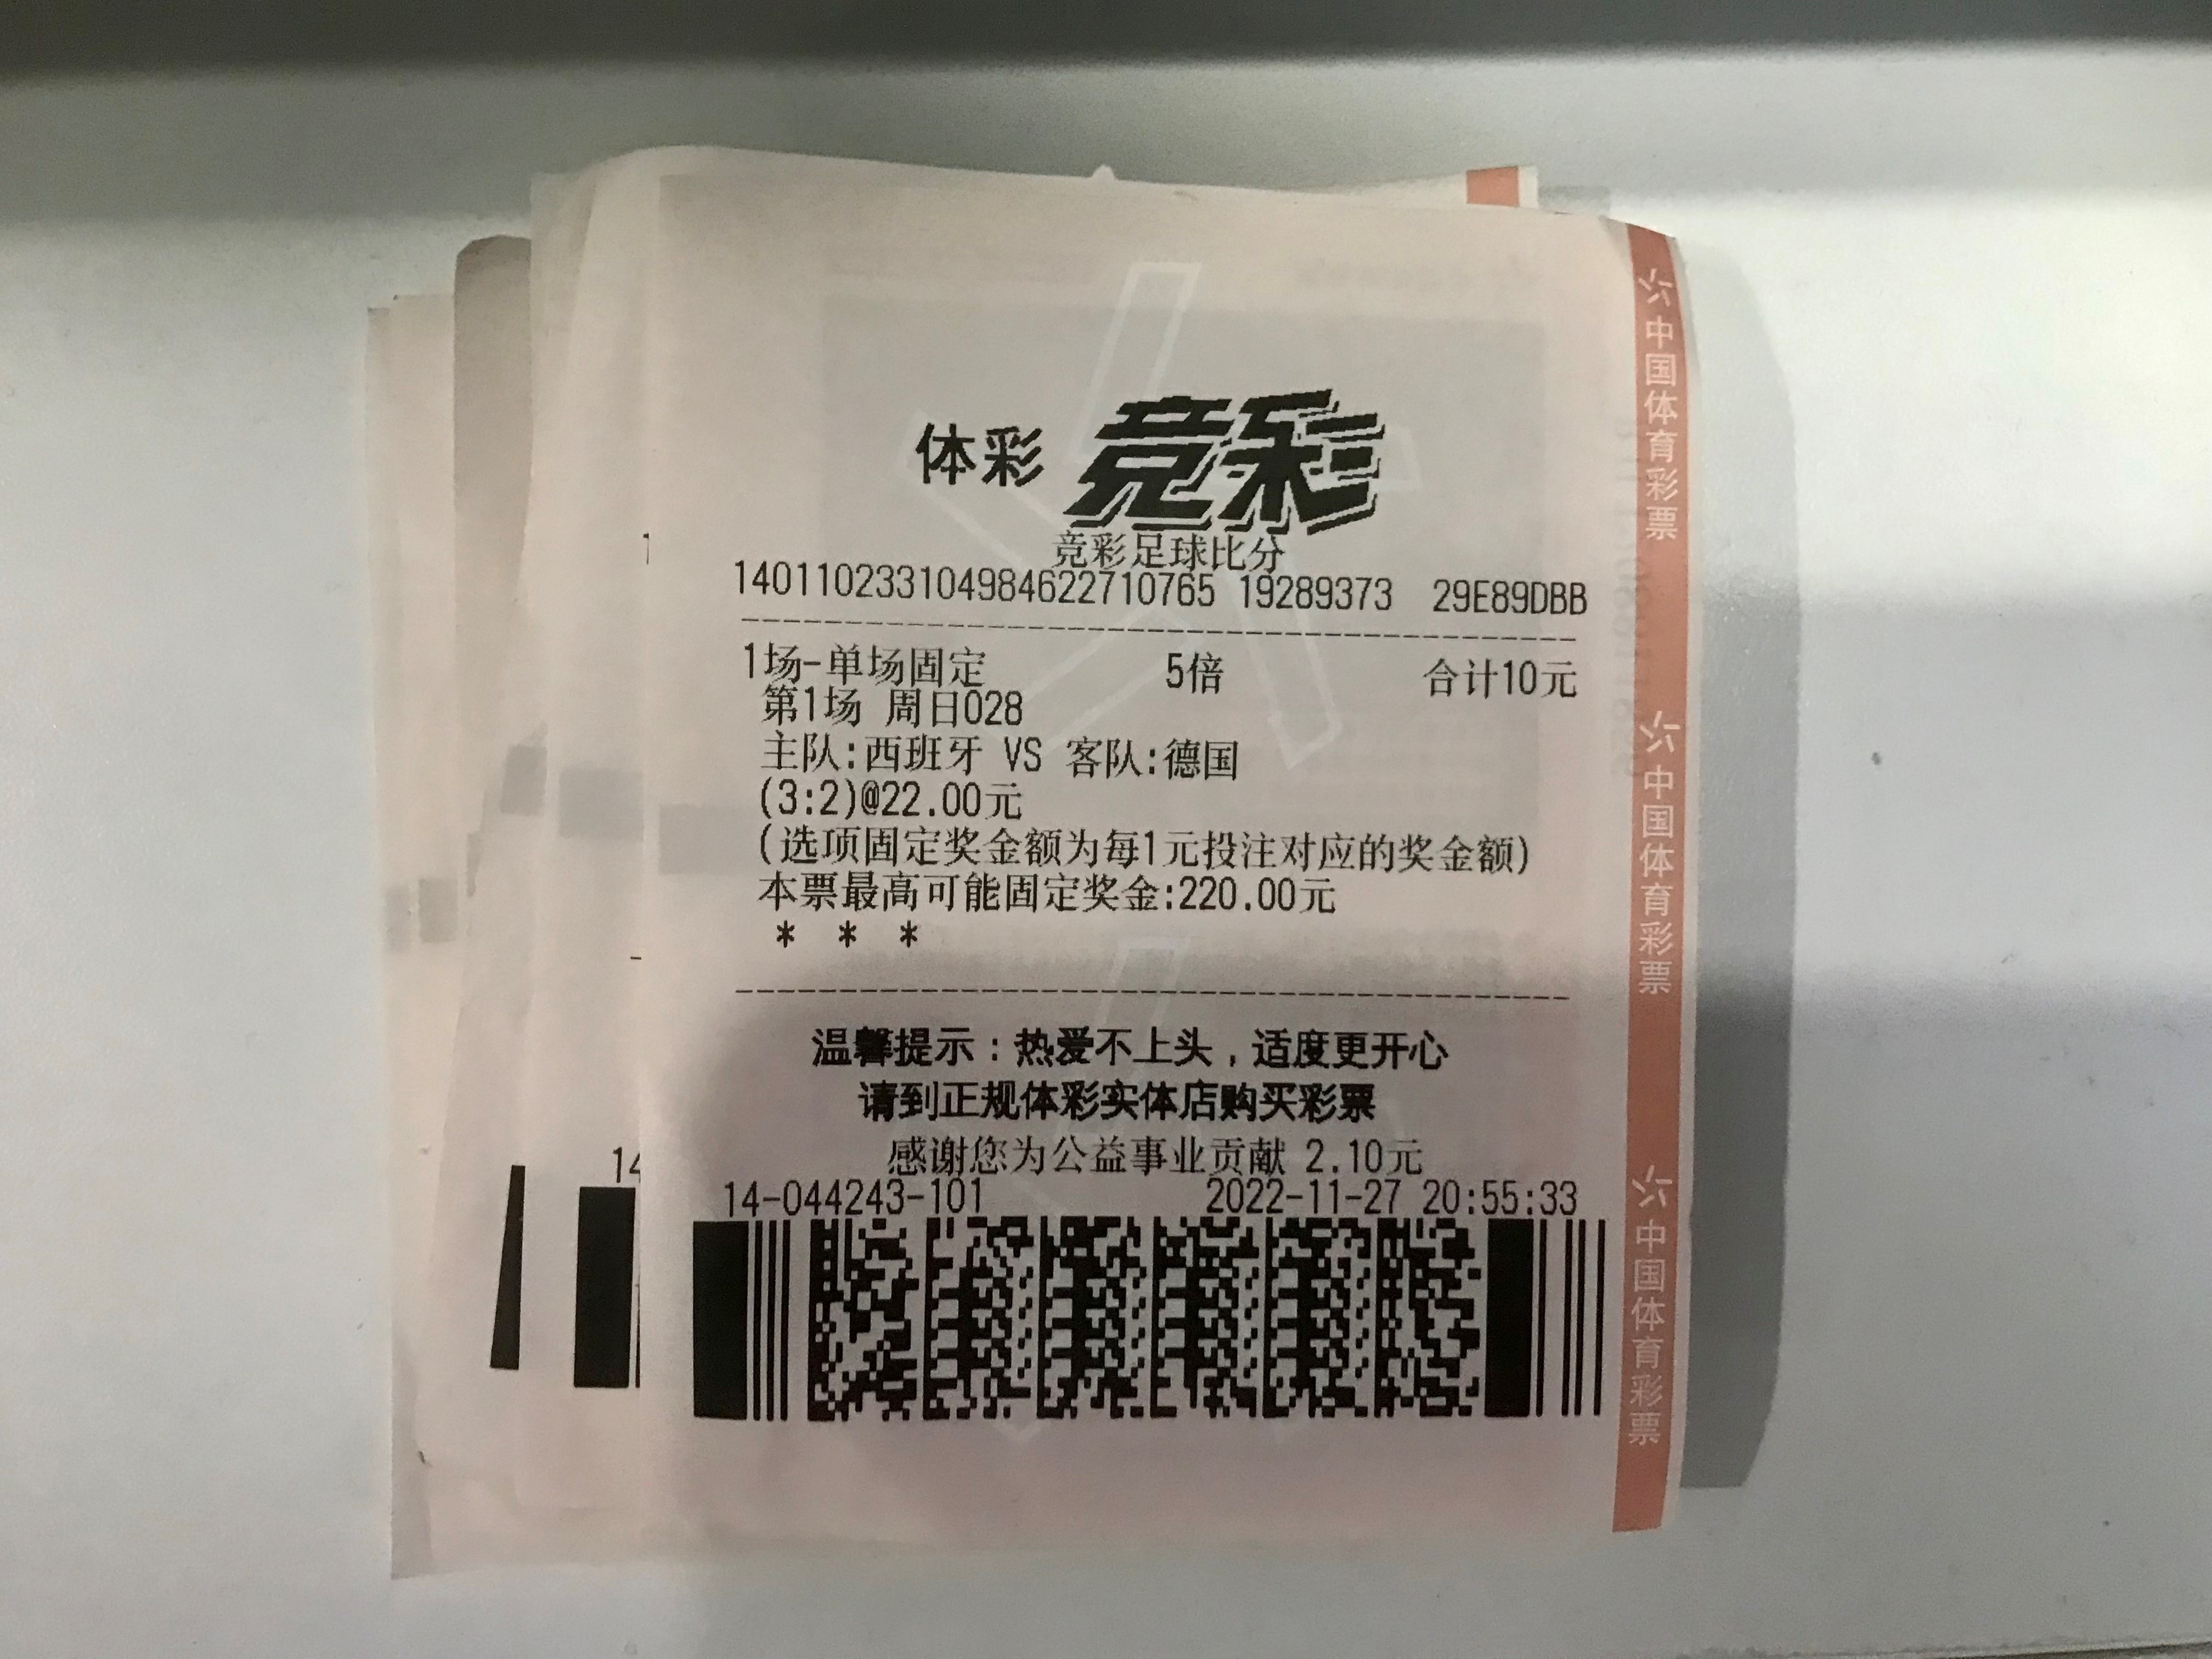 体彩 竞彩
竞彩足球比分
140110233104984622710765 19289373 29E89DBB
1场-单场固定 5倍 合计10元
第1场 周日028
主队:西班牙 VS 客队:德国
(3:2)@22.00元
(选项固定奖金额为每1元投注对应的奖金额)
本票最高可能固定奖金:220.00元
* * *
温馨提示：热爱不上头，适度更开心
请到正规体彩实体店购买彩票
感谢您为公益事业贡献 2.10元
14-044243-101 2022-11-27 20:55:33
中国体育彩票
中国体育彩票
中国体育彩票
14